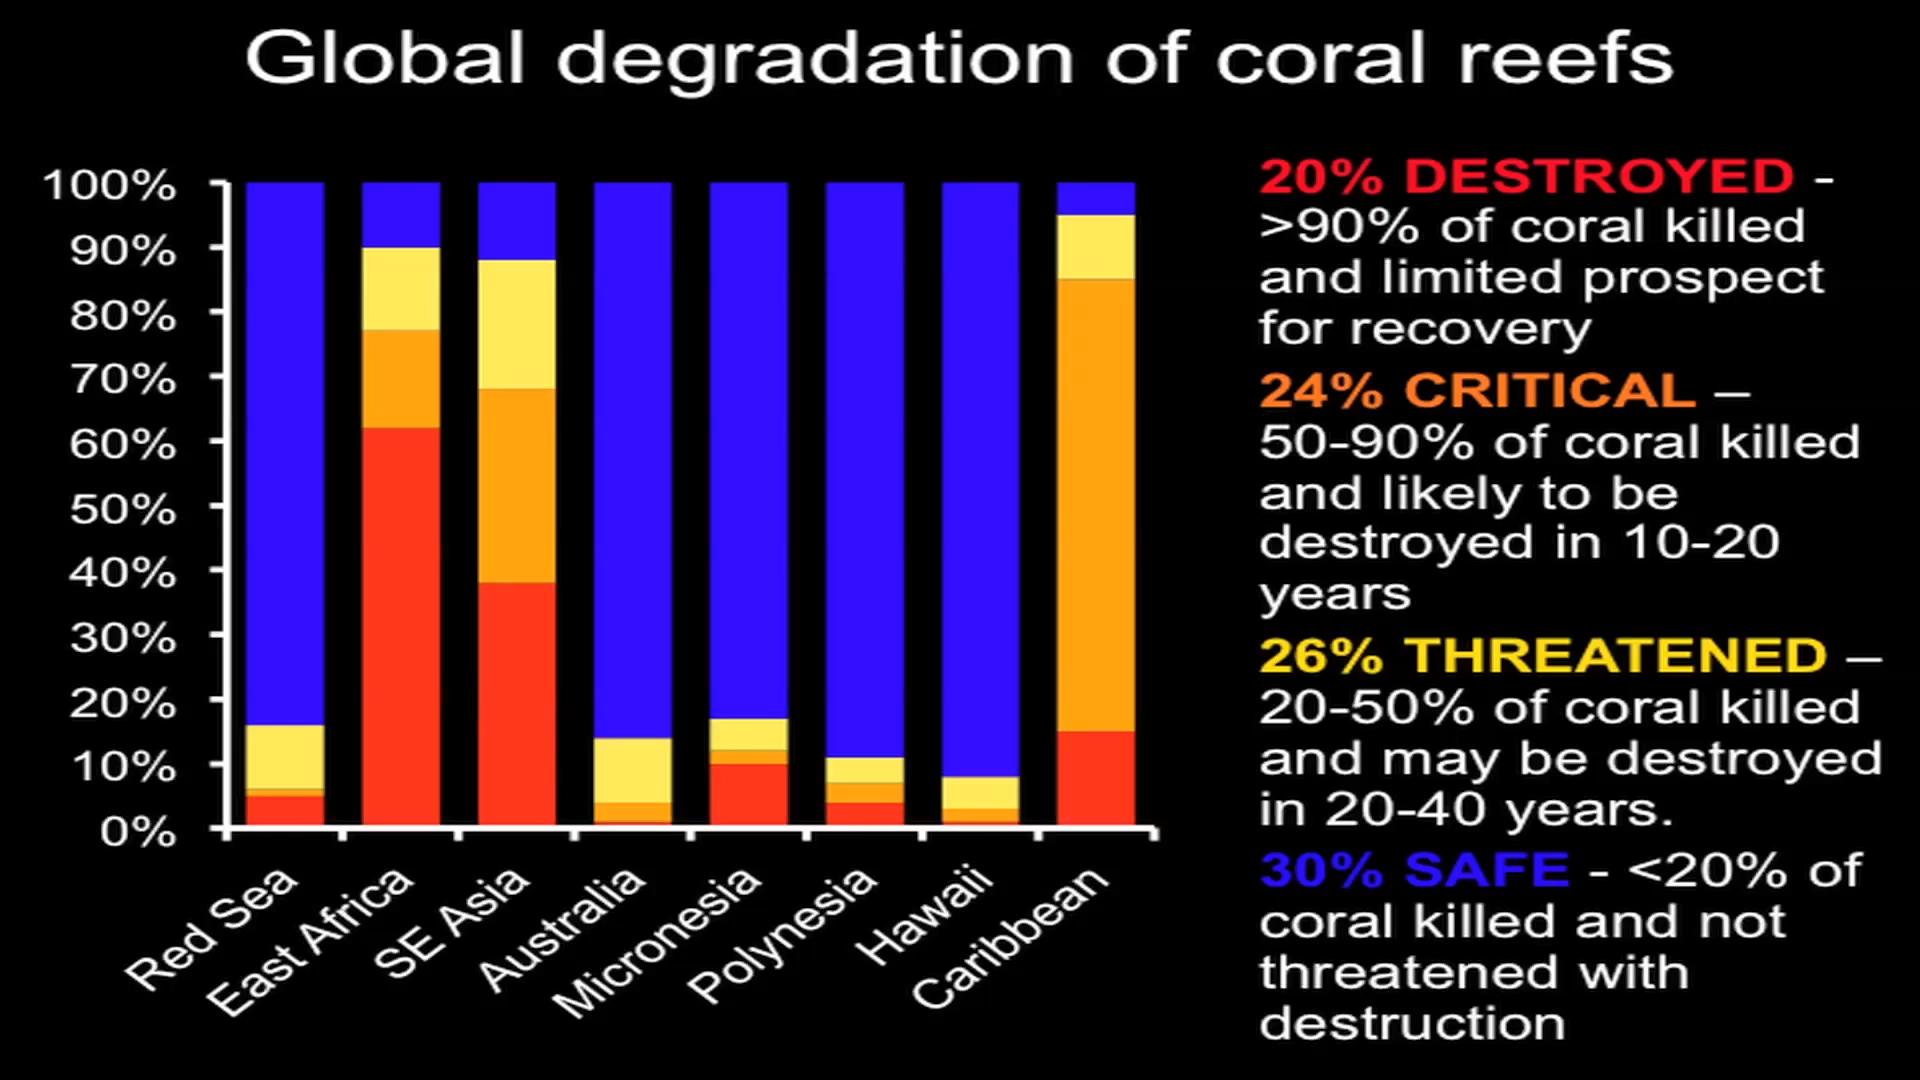 Global degradation of coral reefs
100%
90%
80%
70%
60%
50%
40%
30%
20%
10%
0%
Red Sea
East Africa
SE Asia
Australia
Micronesia
Polynesia
Hawaii
Caribbean
20% DESTROYED -
>90% of coral killed
and limited prospect
for recovery
24% CRITICAL –
50-90% of coral killed
and likely to be
destroyed in 10-20
years
26% THREATENED –
20-50% of coral killed
and may be destroyed
in 20-40 years.
30% SAFE - <20% of
coral killed and not
threatened with
destruction